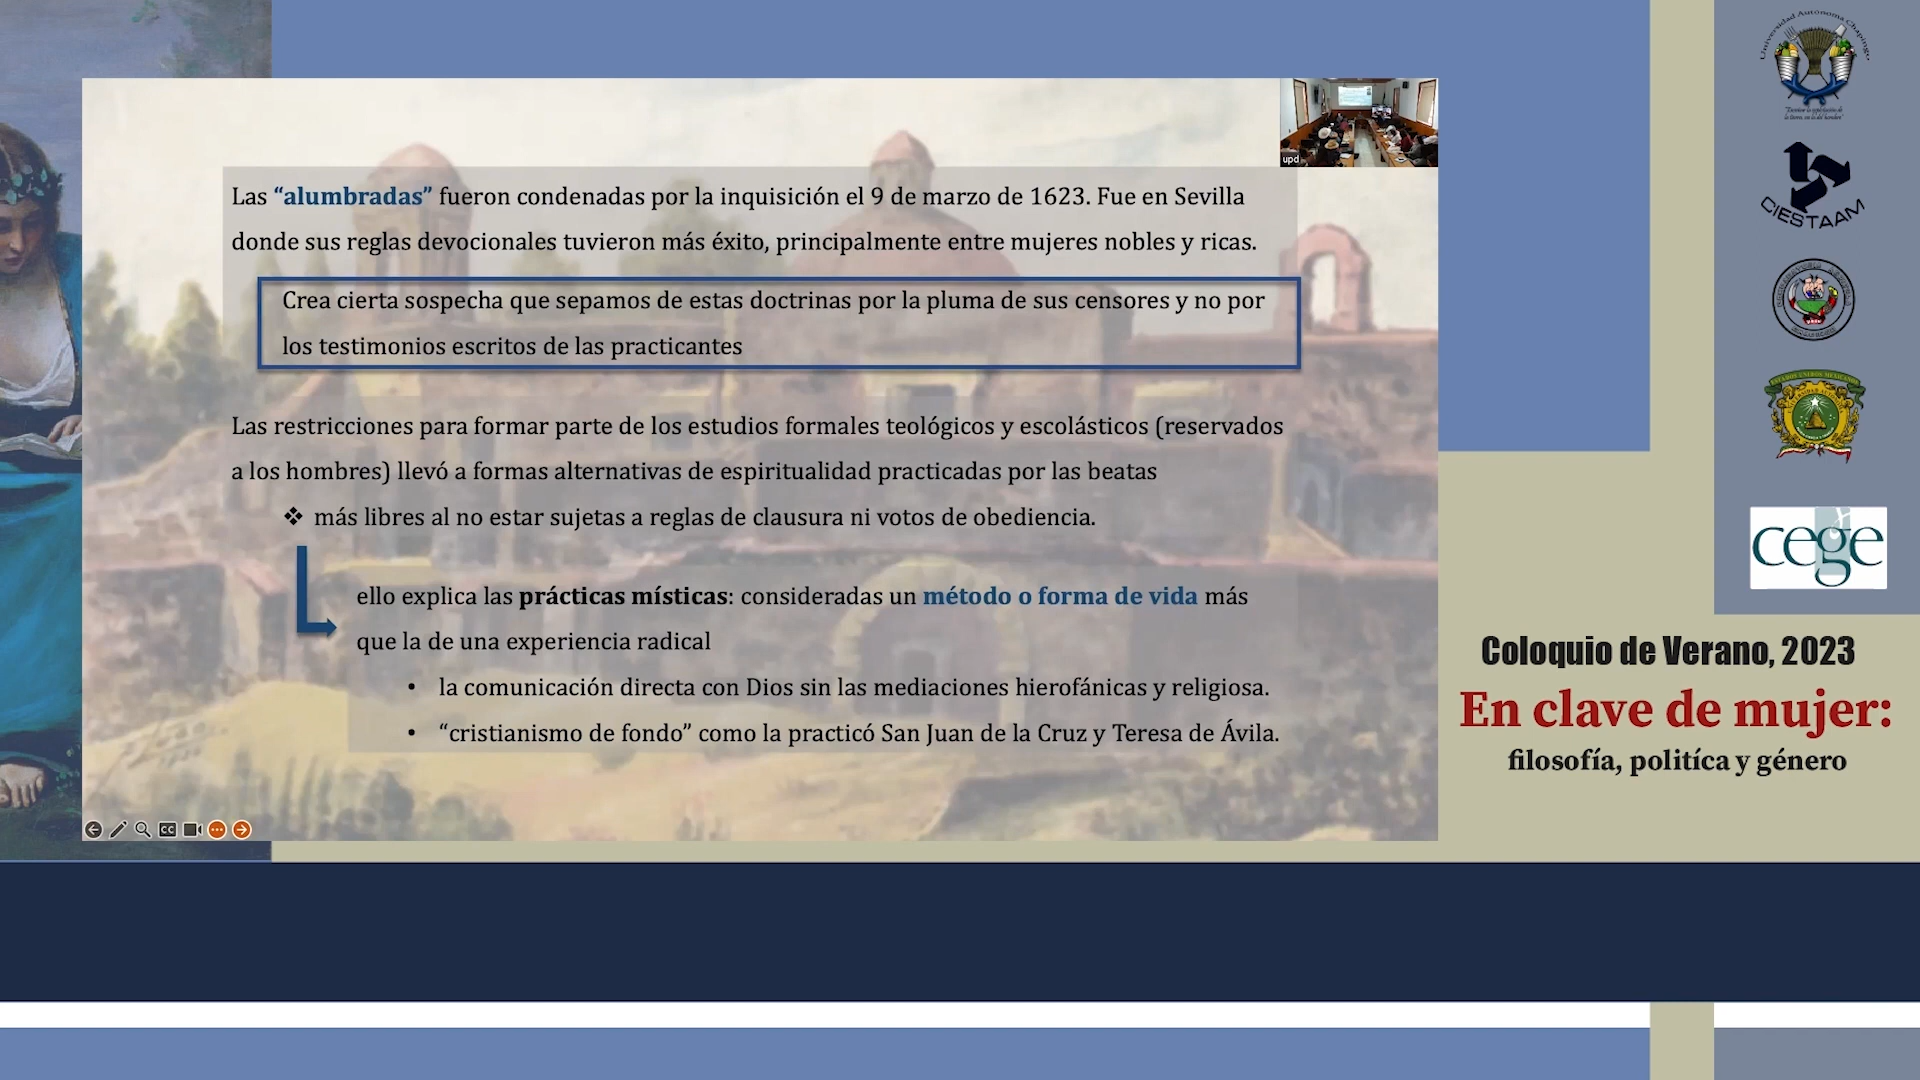 Las “alumbradas” fueron condenadas por la inquisición el 9 de marzo de 1623. Fue en Sevilla
donde sus reglas devocionales tuvieron más éxito, principalmente entre mujeres nobles y ricas.
Crea cierta sospecha que sepamos de estas doctrinas por la pluma de sus censores y no por
los testimonios escritos de las practicantes
Las restricciones para formar parte de los estudios formales teológicos y escolásticos (reservados
a los hombres) llevó a formas alternativas de espiritualidad practicadas por las beatas
❖ más libres al no estar sujetas a reglas de clausura ni votos de obediencia.
ello explica las prácticas místicas: consideradas un método o forma de vida más
que la de una experiencia radical
• la comunicación directa con Dios sin las mediaciones hierofánicas y religiosa.
• “cristianismo de fondo” como la practicó San Juan de la Cruz y Teresa de Ávila.
upd
CC
Universidad Autónoma Chapingo
CIESTAAM
ESTADOS UNIDOS MEXICANOS
cege
Coloquio de Verano, 2023
En clave de mujer:
filosofía, politíca y género